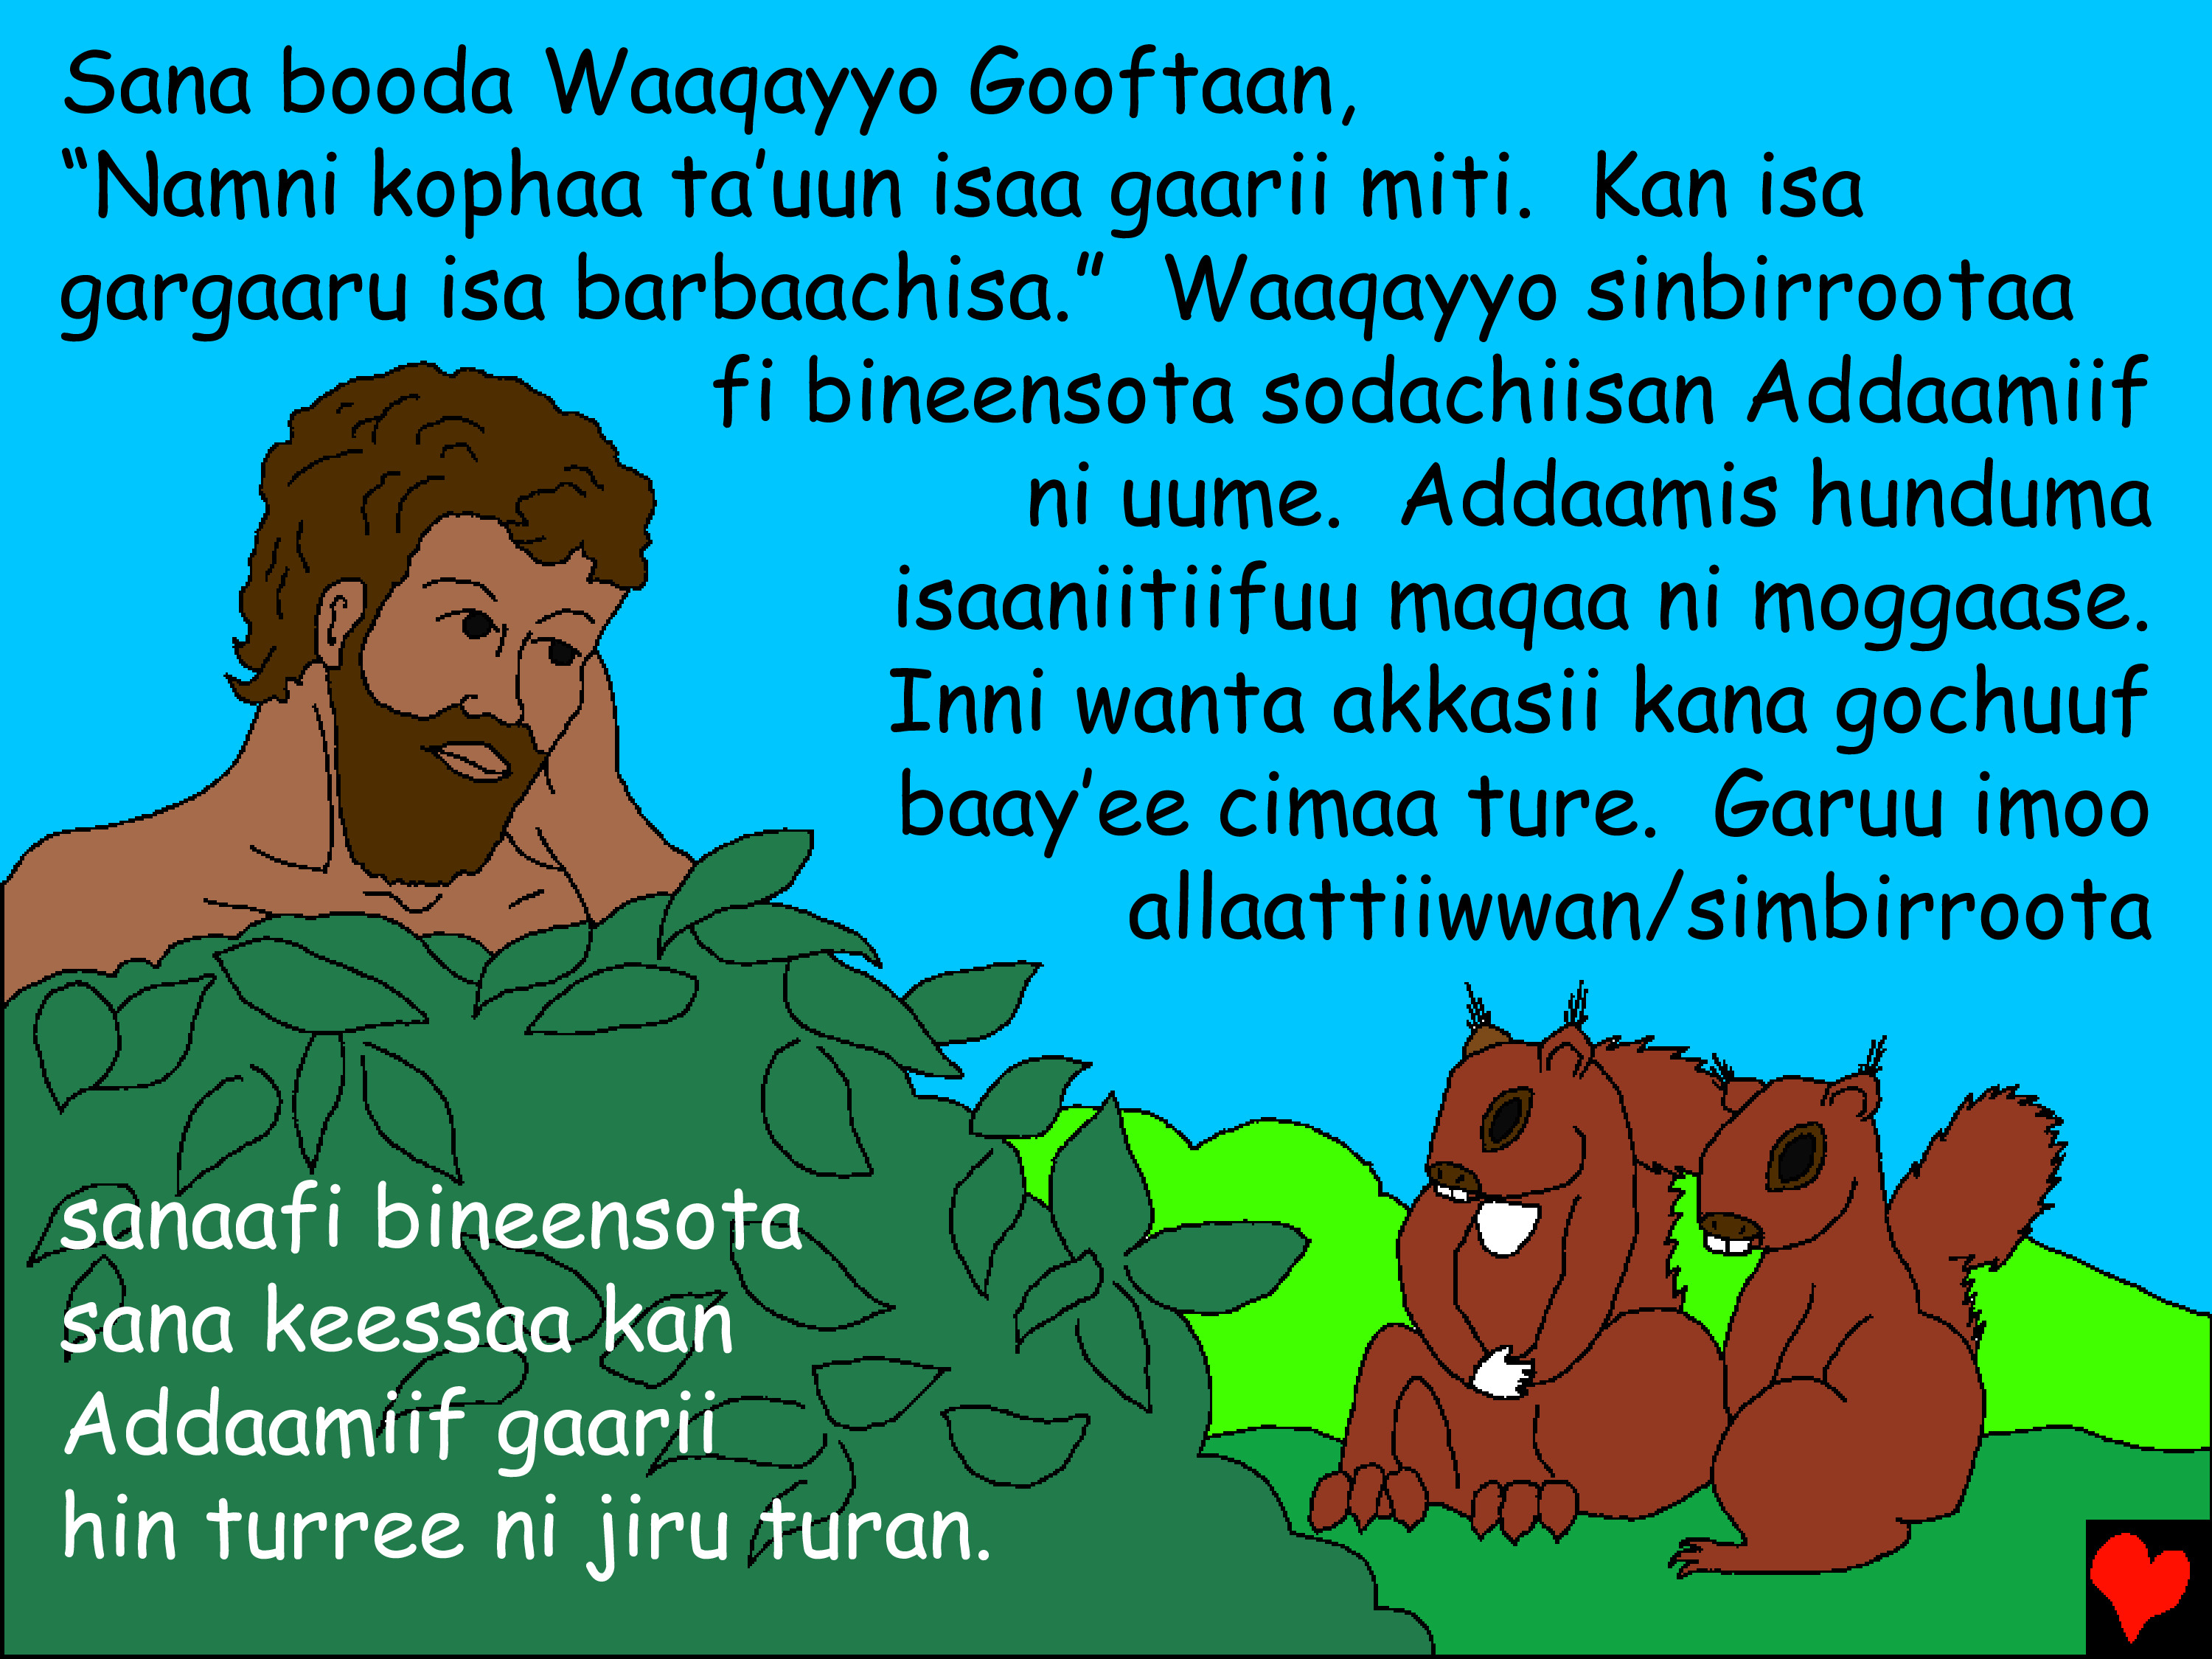 Sana booda Waaqayyo Gooftaan,
“Namni kophaa ta’uun isaa gaarii miti.  Kan isa
gargaaru isa barbaachisa.”  Waaqayyo sinbirrootaa
fi bineensota sodachiisan Addaamiif
ni uume.  Addaamis hunduma
isaaniitiifuu maqaa ni moggaase.
Inni wanta akkasii kana gochuuf
baay’ee cimaa ture.  Garuu imoo
allaattiiwwan/simbirroota
sanaafi bineensota
sana keessaa kan
Addaamiif gaarii
hin turree ni jiru turan.